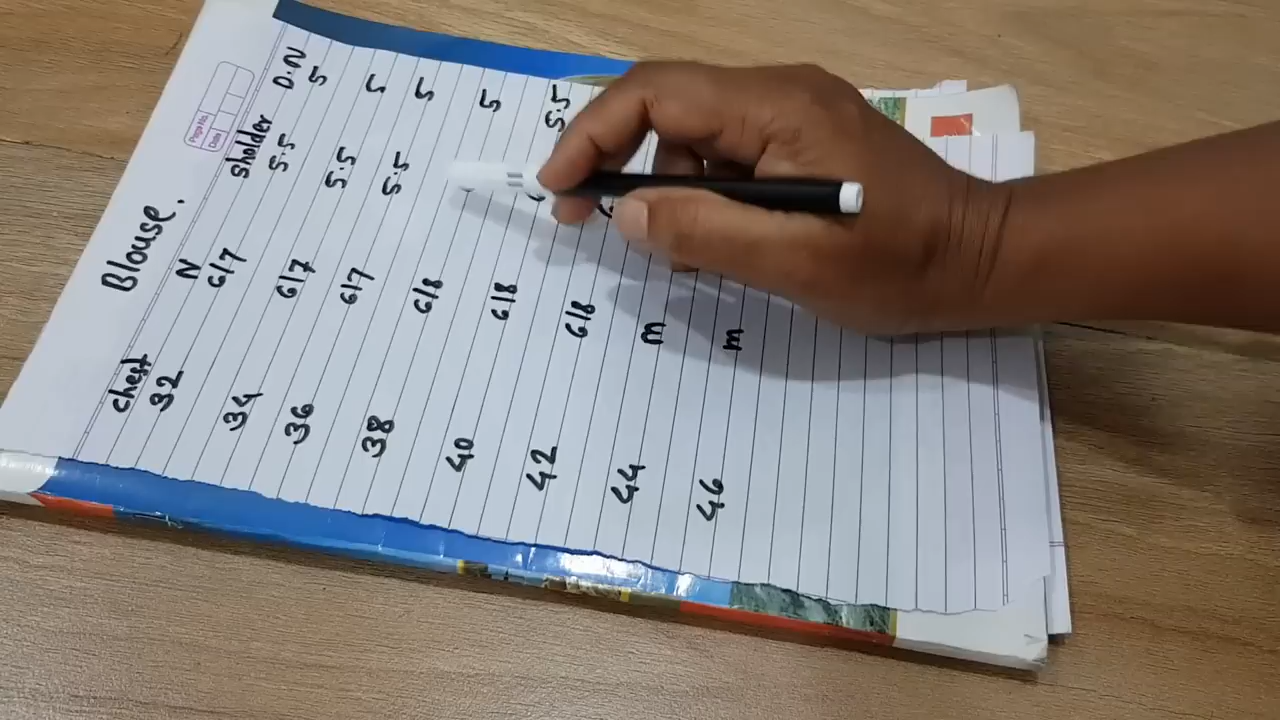 Page No.
Date
Blouse.
chest N sholder D.N
32 6/7 5.5 5
34 6/7 5.5 5
36 6/7 5.5 5
38 6/8 5
40 6/8 5.5
42 6/8
44 m
46 m